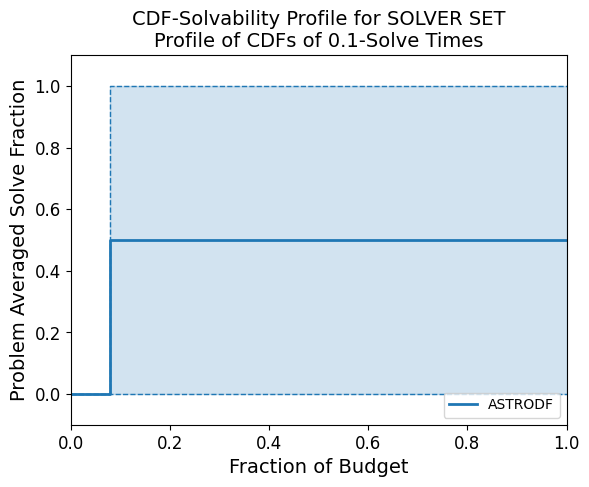 CDF-Solvability Profile for SOLVER SET
Profile of CDFs of 0.1-Solve Times
Problem Averaged Solve Fraction
1.0
0.8
0.6
0.4
0.2
0.0
ASTRODF
0.0 0.2 0.4 0.6 0.8 1.0
Fraction of Budget